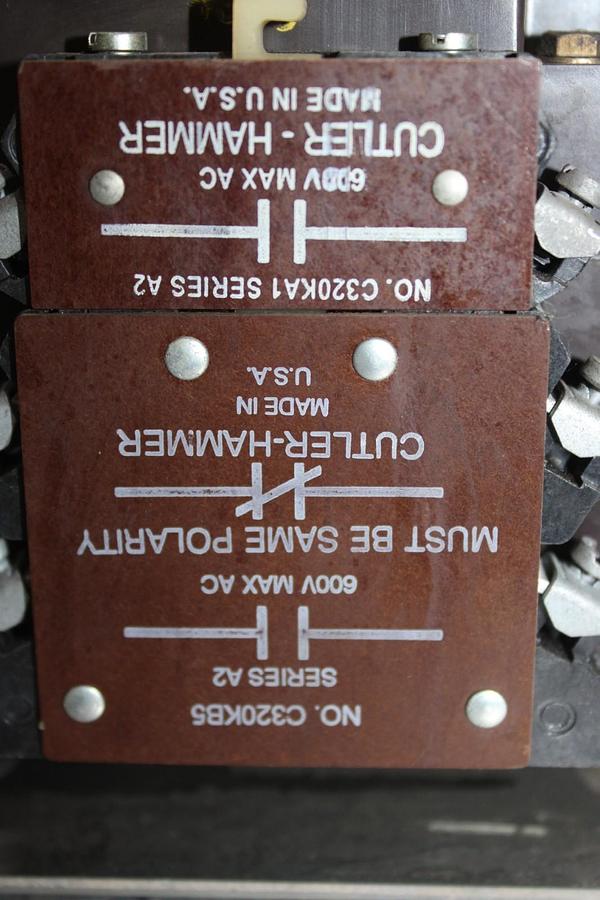 NO. C320KB5
SERIES A2
600V MAX AC
MUST BE SAME POLARITY
CUTLER-HAMMER
MADE IN
U.S.A.
NO. C320KA1 SERIES A2
600V MAX AC
CUTLER - HAMMER
MADE IN U.S.A.